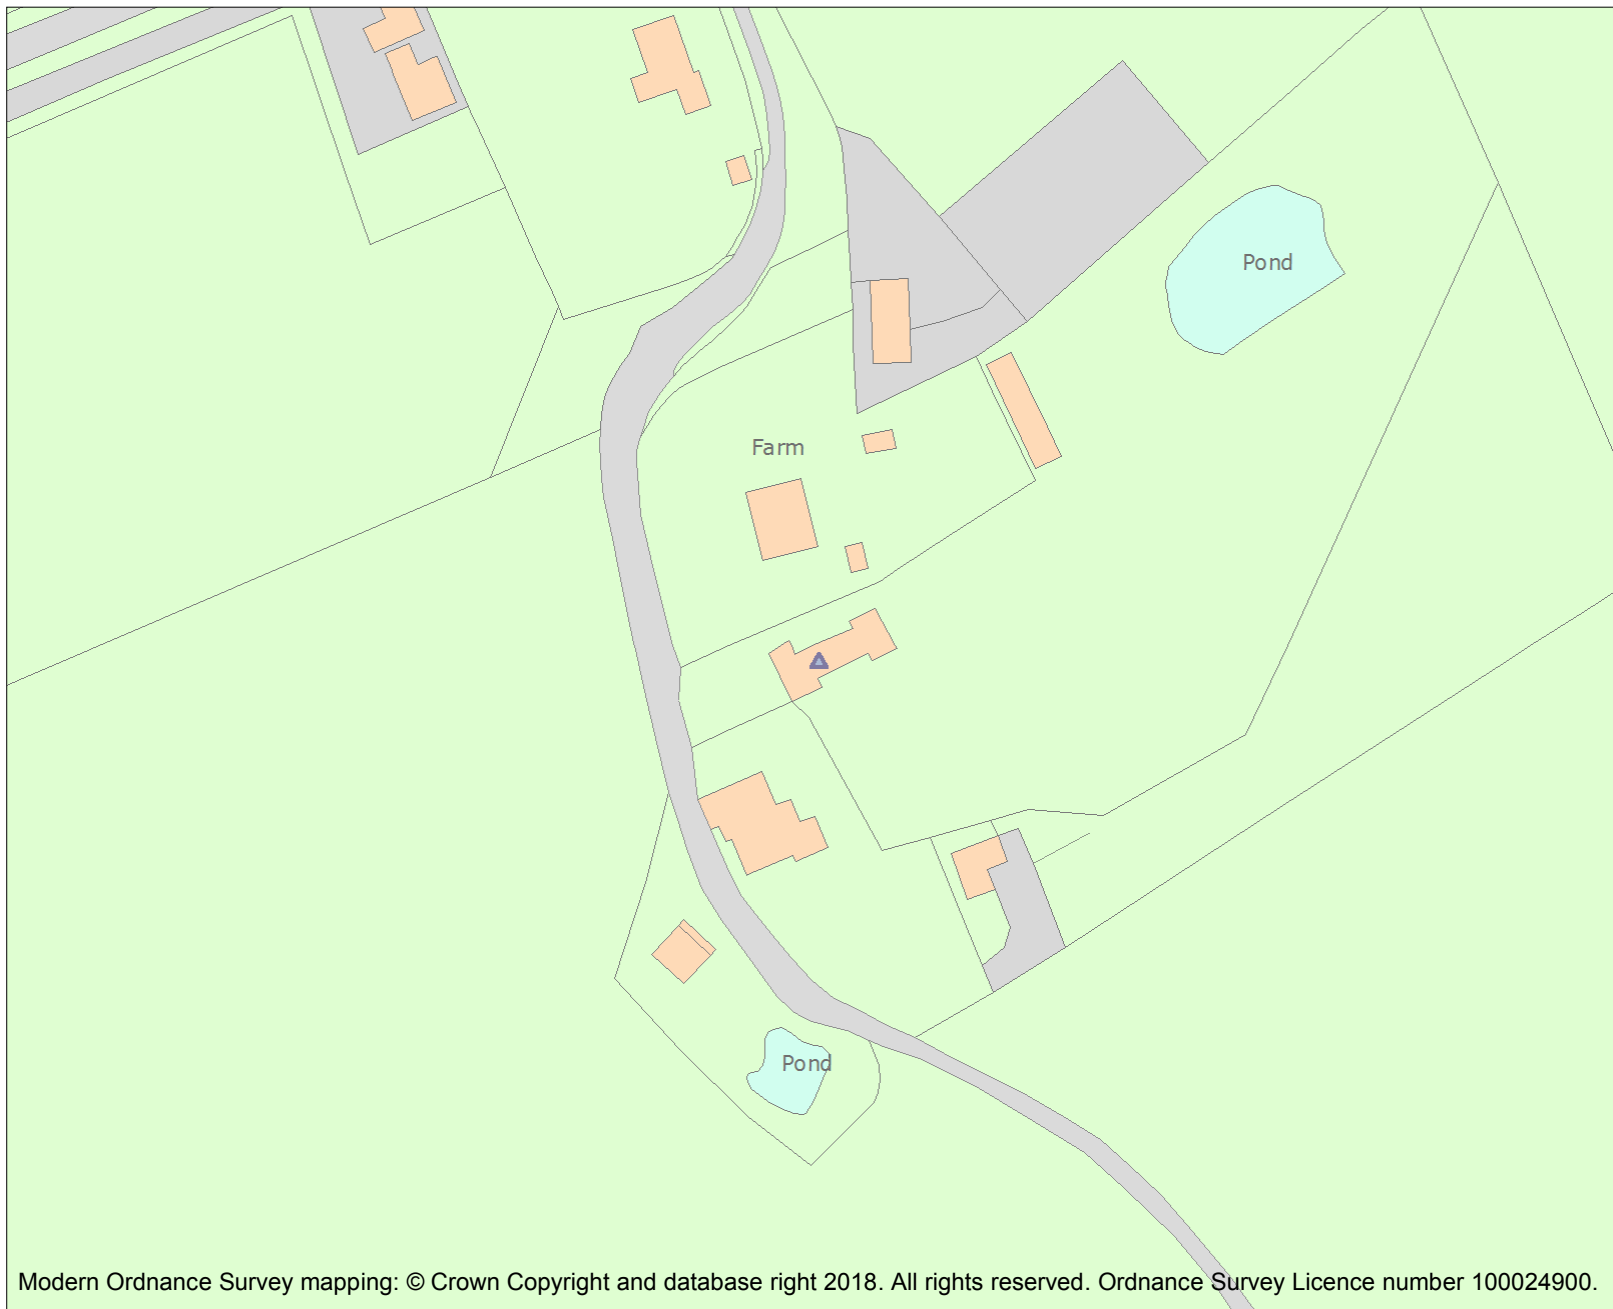 Pond
Farm
Pond
Modern Ordnance Survey mapping: © Crown Copyright and database right 2018. All rights reserved. Ordnance Survey Licence number 100024900.